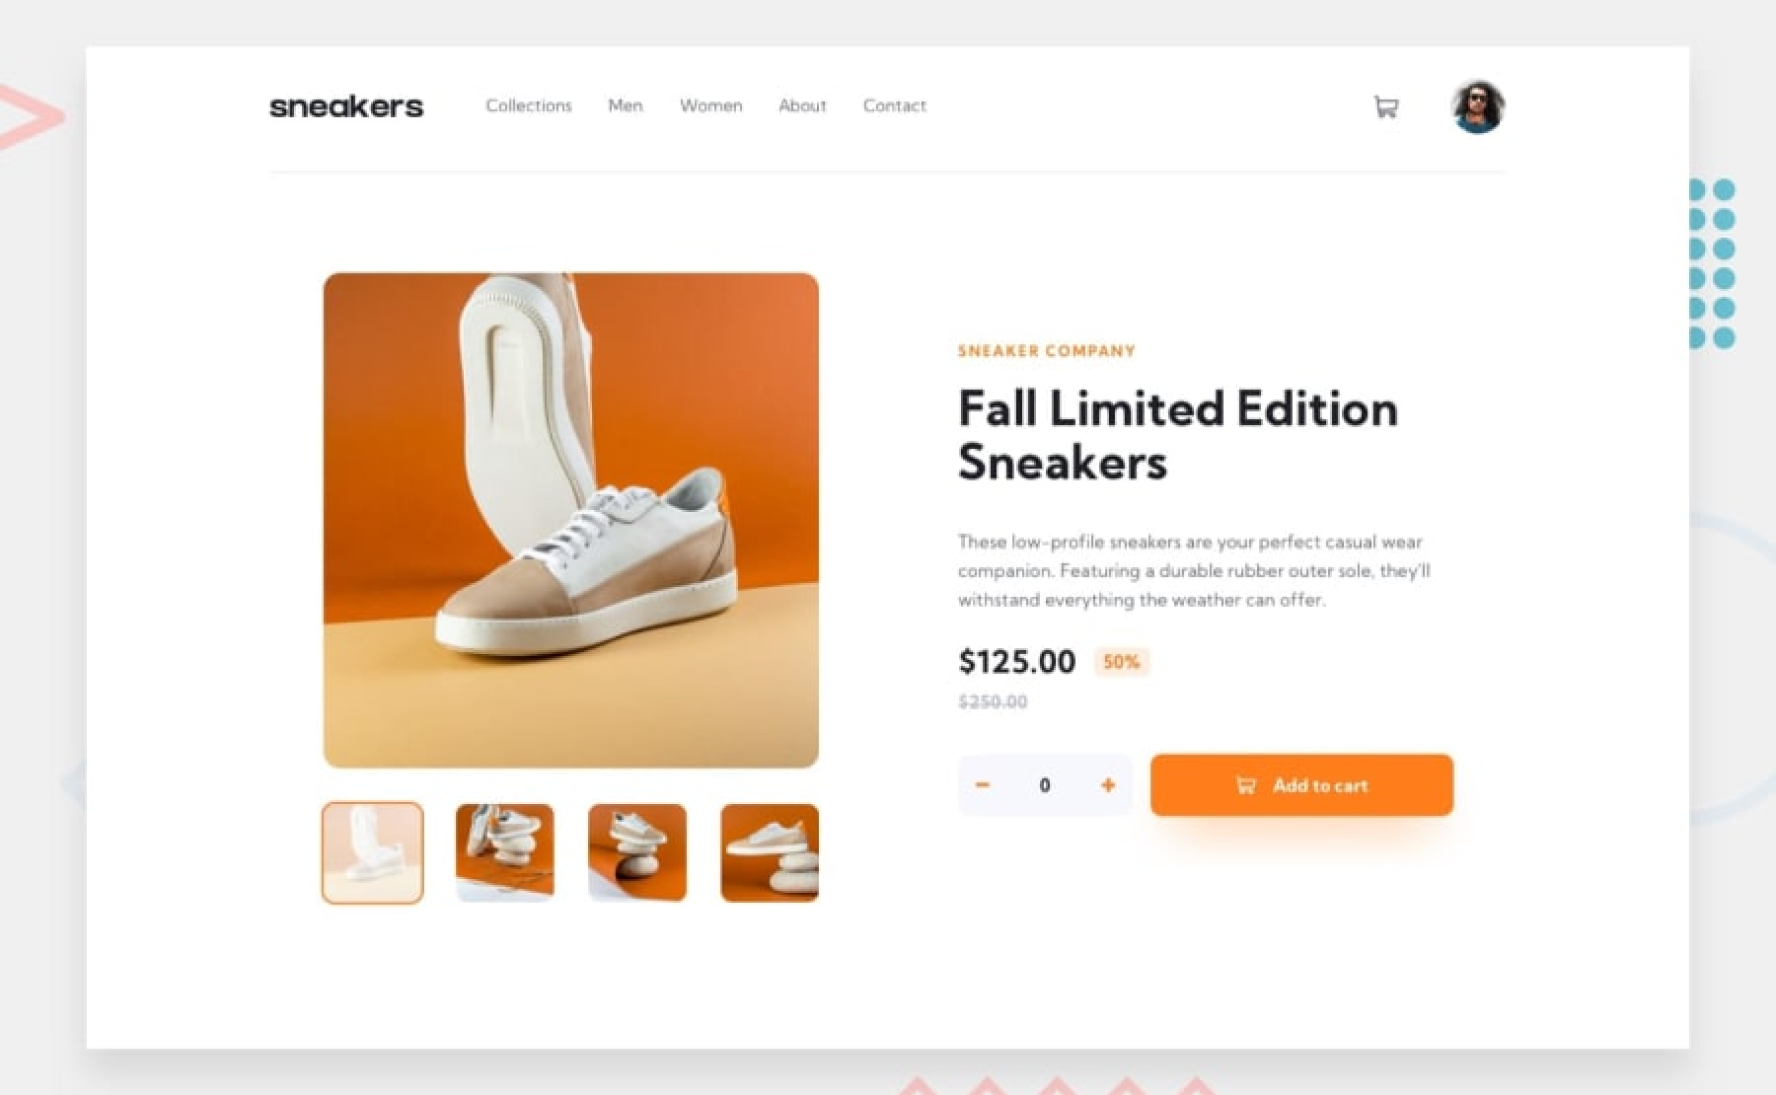 sneakers
Collections
Men
Women
About
Contact
SNEAKER COMPANY
Fall Limited Edition
Sneakers
These low-profile sneakers are your perfect casual wear
companion. Featuring a durable rubber outer sole, they'll
withstand everything the weather can offer.
$125.00
50%
$250.00
−
0
+
Add to cart